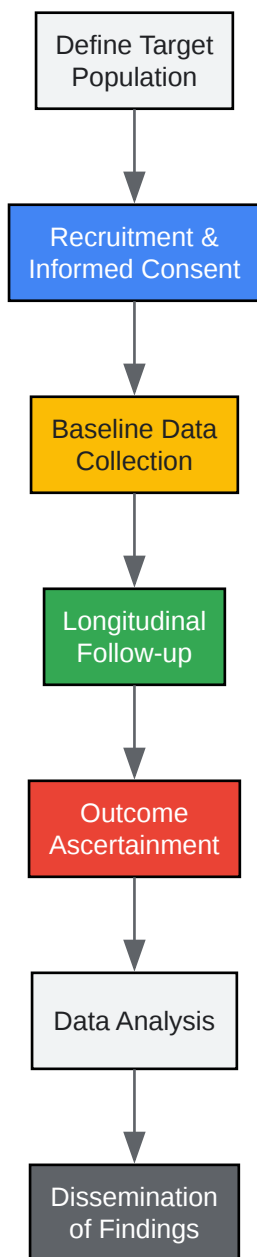 Define Target
Population
Recruitment &
Informed Consent
Baseline Data
Collection
Longitudinal
Follow-up
Outcome
Ascertainment
Data Analysis
Dissemination
of Findings